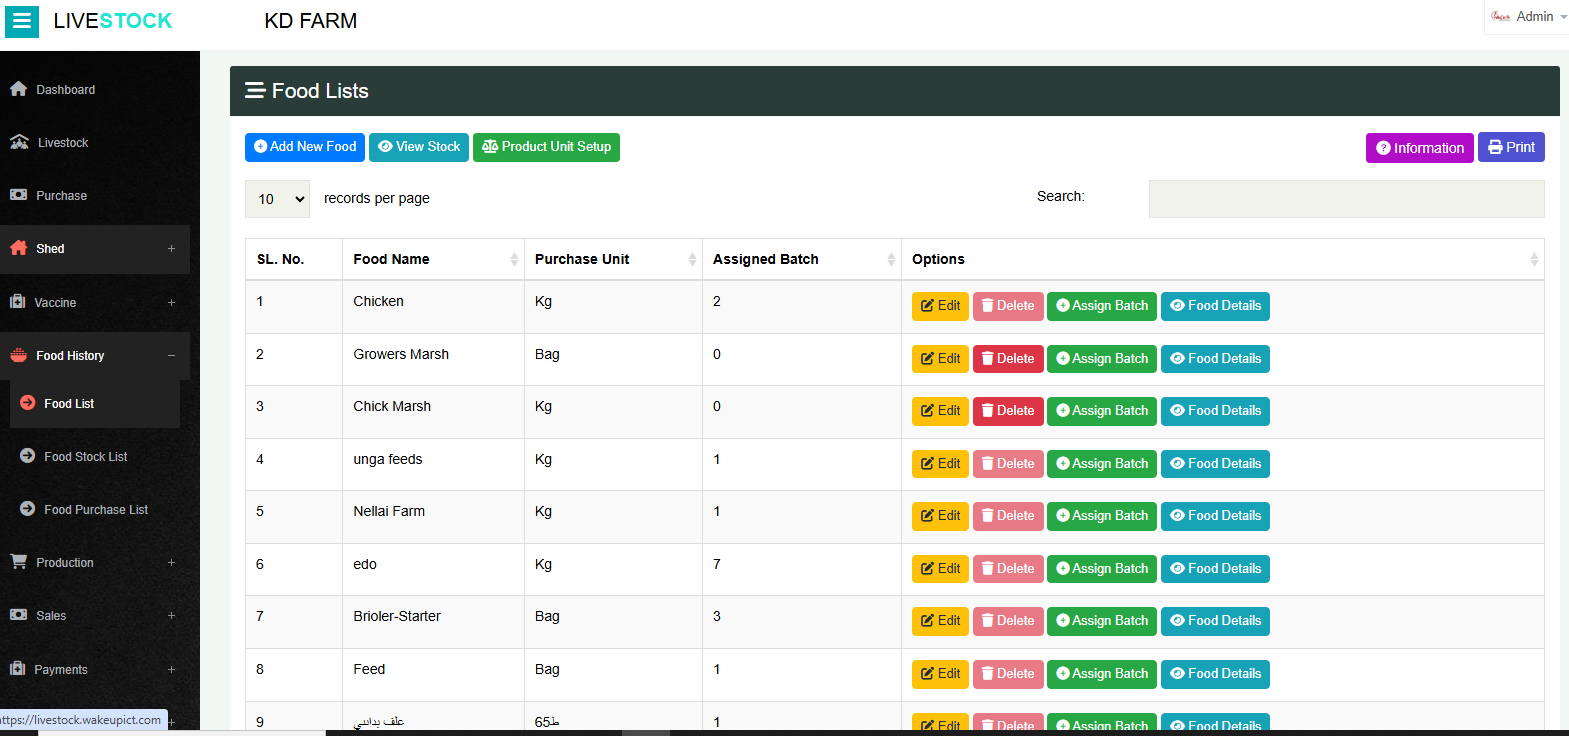 LIVESTOCK KD FARM Admin
Dashboard
Livestock
Purchase
Shed +
Vaccine +
Food History −
Food List
Food Stock List
Food Purchase List
Production +
Sales +
Payments +
https://livestock.wakeupict.com +
Food Lists
Add New Food View Stock Product Unit Setup Information Print
10 records per page Search:
SL. No. Food Name Purchase Unit Assigned Batch Options
1 Chicken Kg 2 Edit Delete Assign Batch Food Details
2 Growers Marsh Bag 0 Edit Delete Assign Batch Food Details
3 Chick Marsh Kg 0 Edit Delete Assign Batch Food Details
4 unga feeds Kg 1 Edit Delete Assign Batch Food Details
5 Nellai Farm Kg 1 Edit Delete Assign Batch Food Details
6 edo Kg 7 Edit Delete Assign Batch Food Details
7 Brioler-Starter Bag 3 Edit Delete Assign Batch Food Details
8 Feed Bag 1 Edit Delete Assign Batch Food Details
9 علف 65ط 1 Edit Delete Assign Batch Food Details